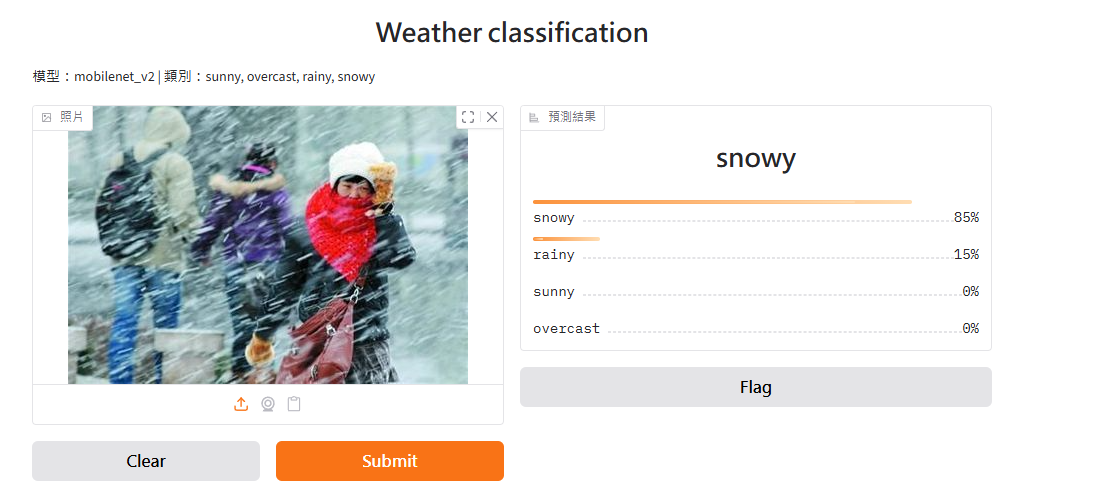 Weather classification
模型：mobilenet_v2 | 類別：sunny, overcast, rainy, snowy
照片
Clear
Submit
預測結果
snowy
snowy 85%
rainy 15%
sunny 0%
overcast 0%
Flag